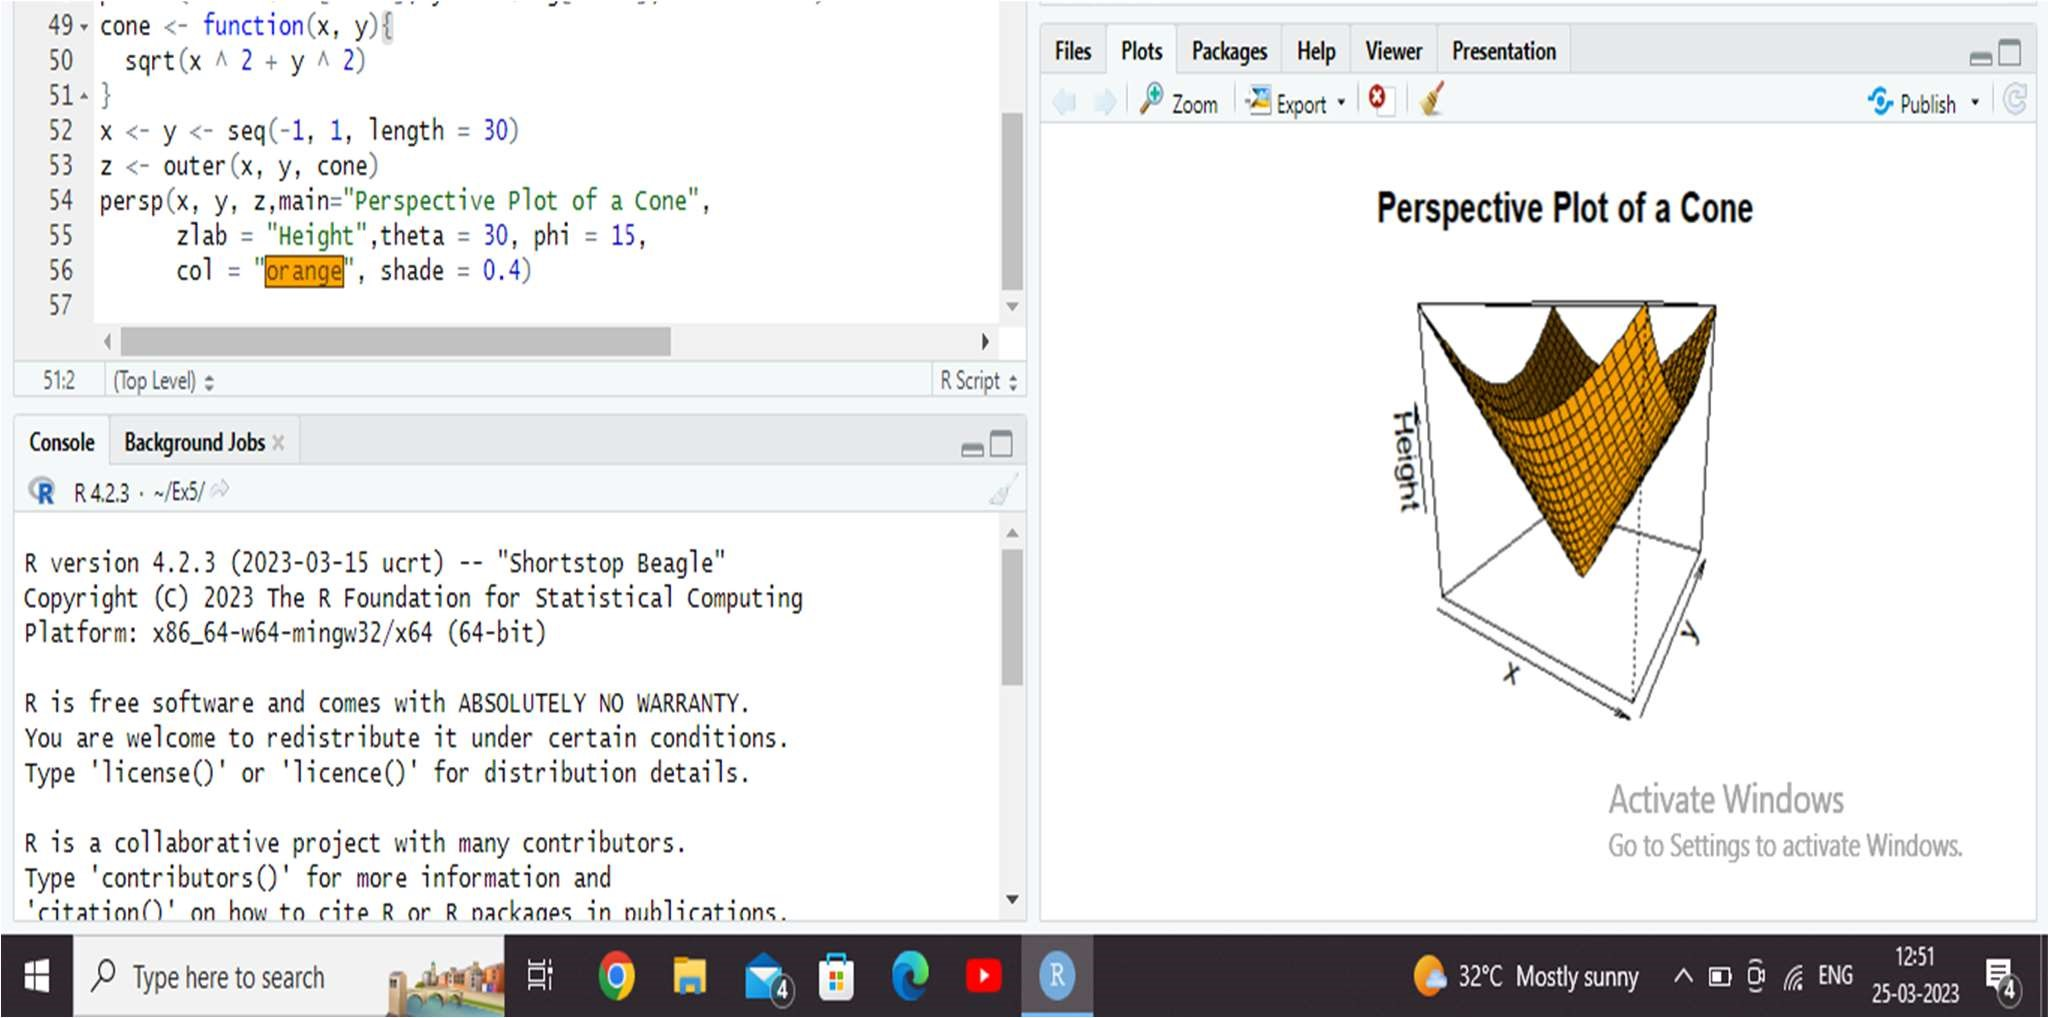 49 cone <- function(x, y){
50 sqrt(x ^ 2 + y ^ 2)
51 }
52 x <- y <- seq(-1, 1, length = 30)
53 z <- outer(x, y, cone)
54 persp(x, y, z,main="Perspective Plot of a Cone",
55 zlab = "Height",theta = 30, phi = 15,
56 col = "orange", shade = 0.4)
57
51:2 (Top Level) R Script
Console Background Jobs
R R 4.2.3 · ~/Ex5/
R version 4.2.3 (2023-03-15 ucrt) -- "Shortstop Beagle"
Copyright (C) 2023 The R Foundation for Statistical Computing
Platform: x86_64-w64-mingw32/x64 (64-bit)
R is free software and comes with ABSOLUTELY NO WARRANTY.
You are welcome to redistribute it under certain conditions.
Type 'license()' or 'licence()' for distribution details.
R is a collaborative project with many contributors.
Type 'contributors()' for more information and
'citation()' on how to cite R or R packages in publications.
Files Plots Packages Help Viewer Presentation
Zoom Export Publish
Perspective Plot of a Cone
Height
x
y
Activate Windows
Go to Settings to activate Windows.
Type here to search
4
R
32°C Mostly sunny
ENG
12:51
25-03-2023
4